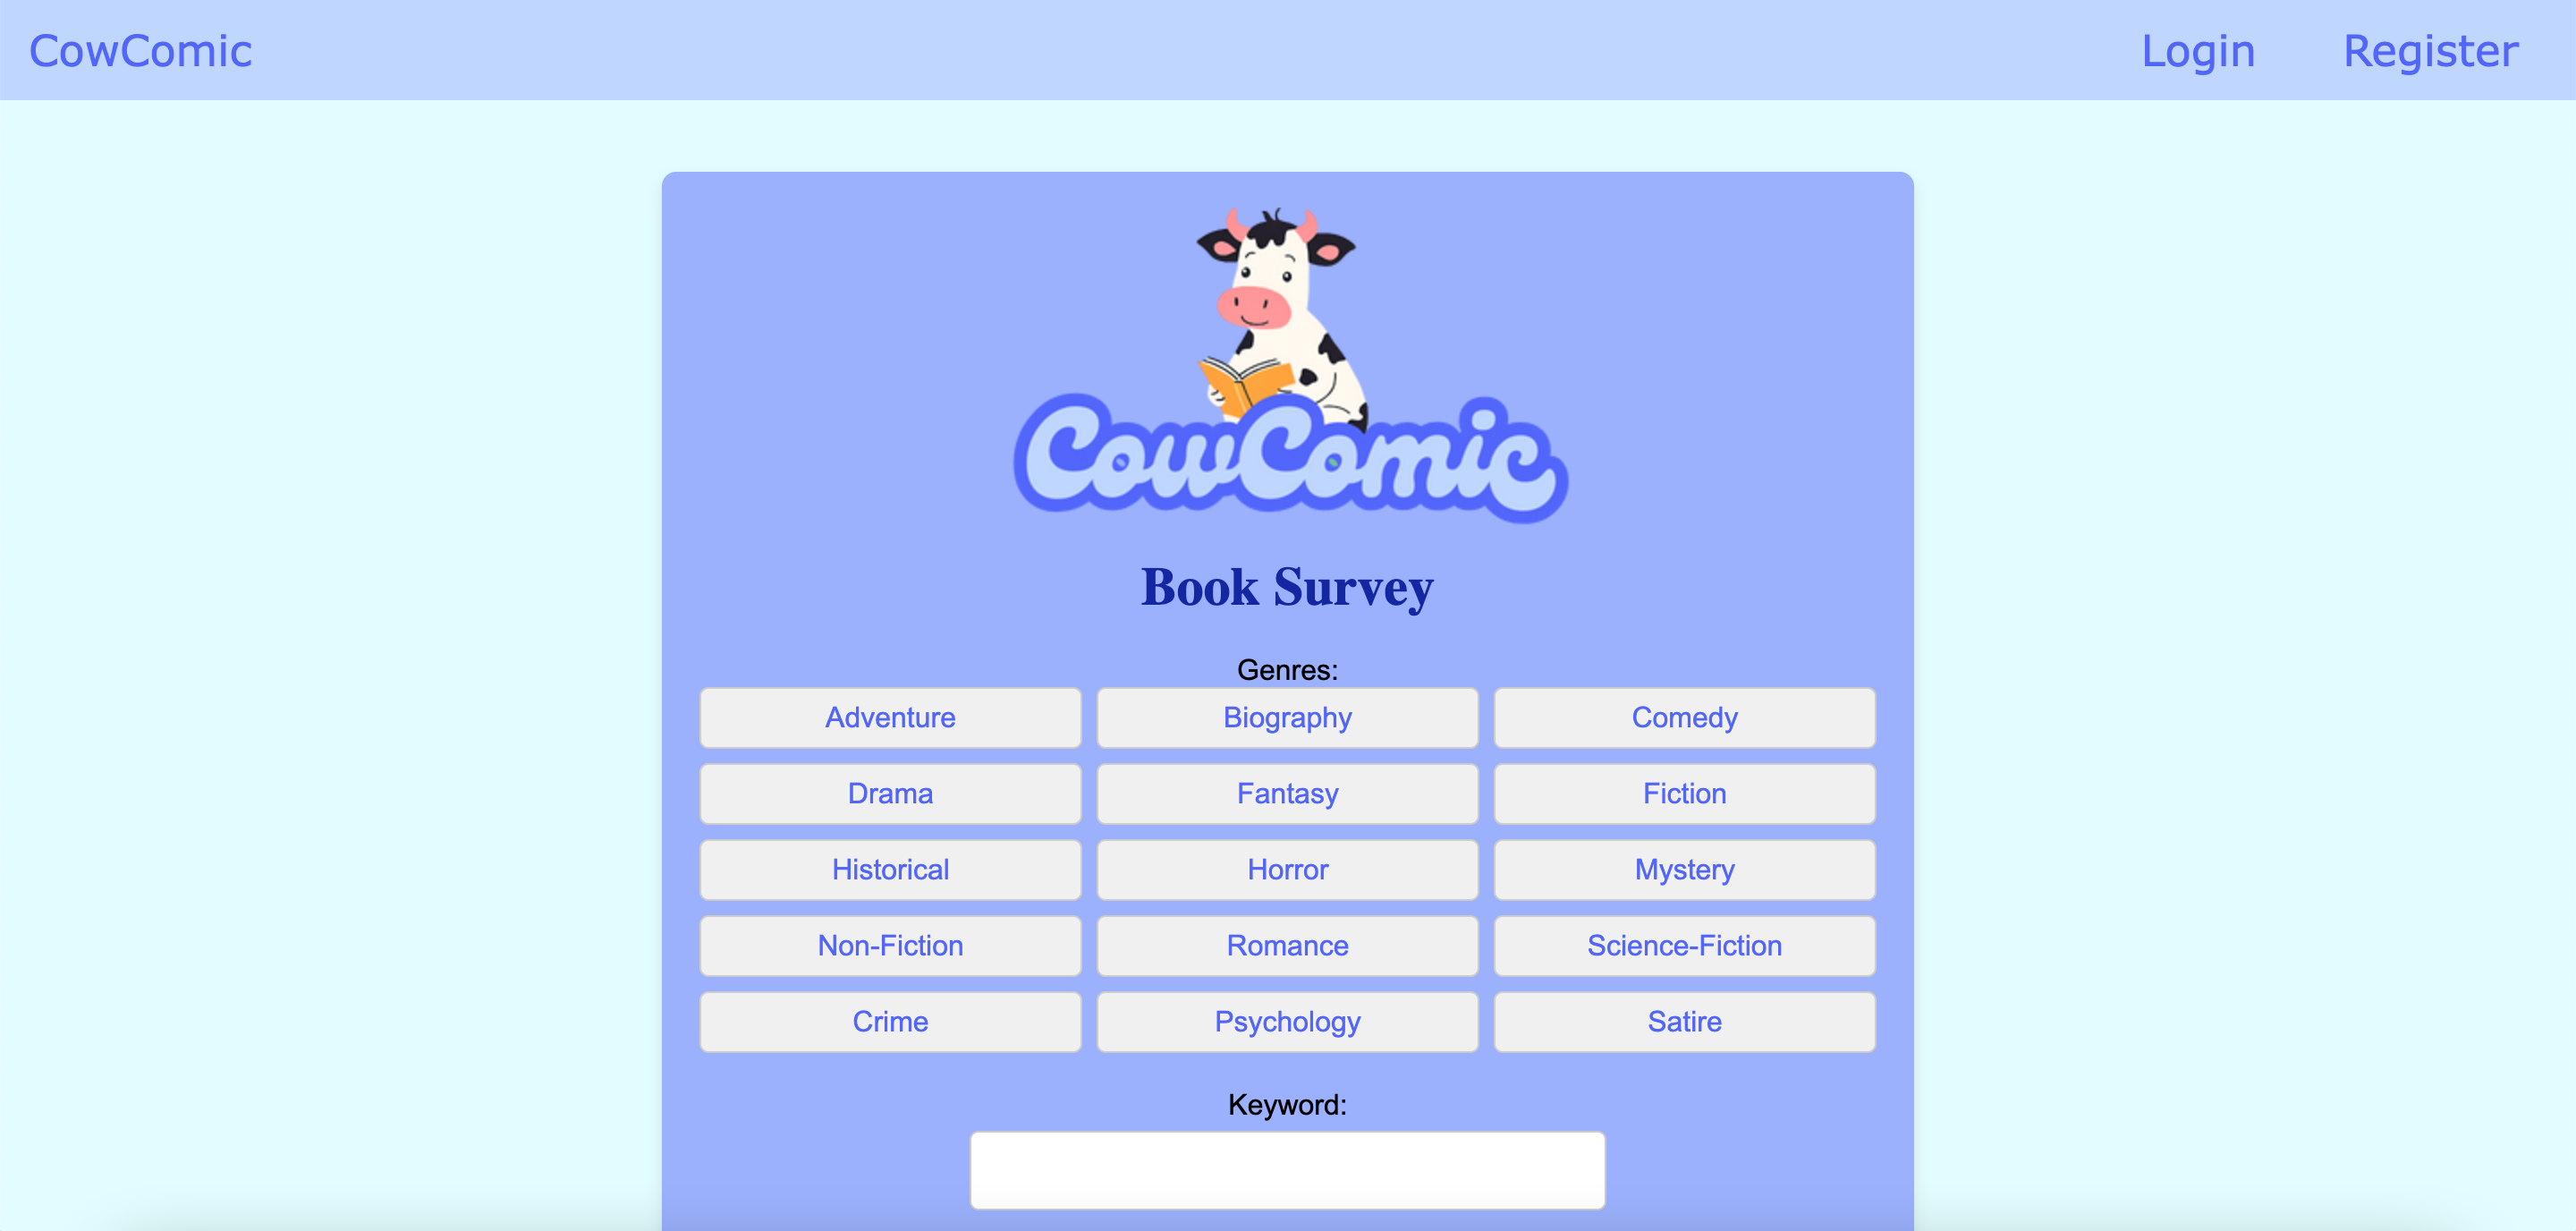 CowComic Login Register
CowComic
Book Survey
Genres:
Adventure Biography Comedy
Drama Fantasy Fiction
Historical Horror Mystery
Non-Fiction Romance Science-Fiction
Crime Psychology Satire
Keyword: